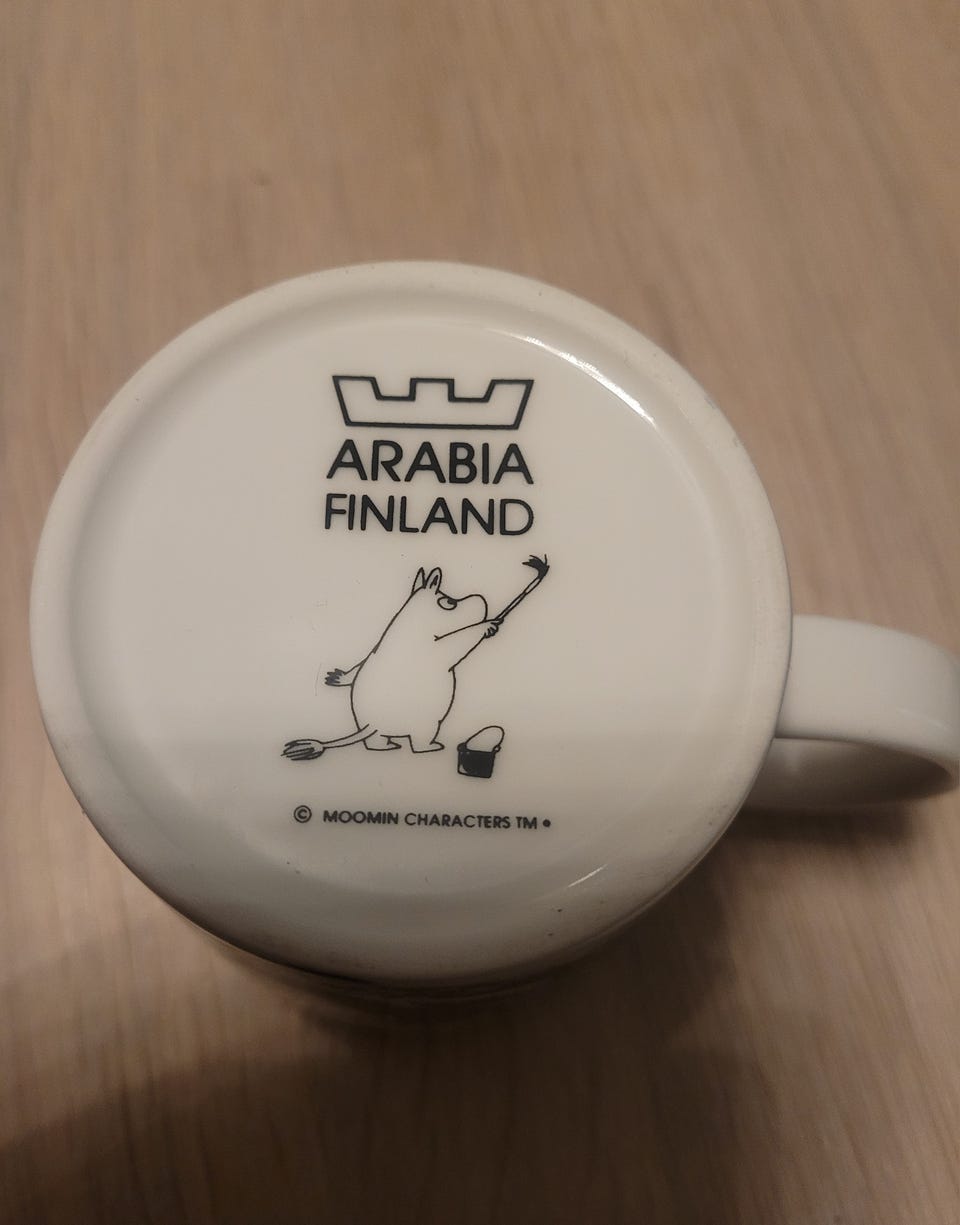 ARABIA
FINLAND
© MOOMIN CHARACTERS TM •